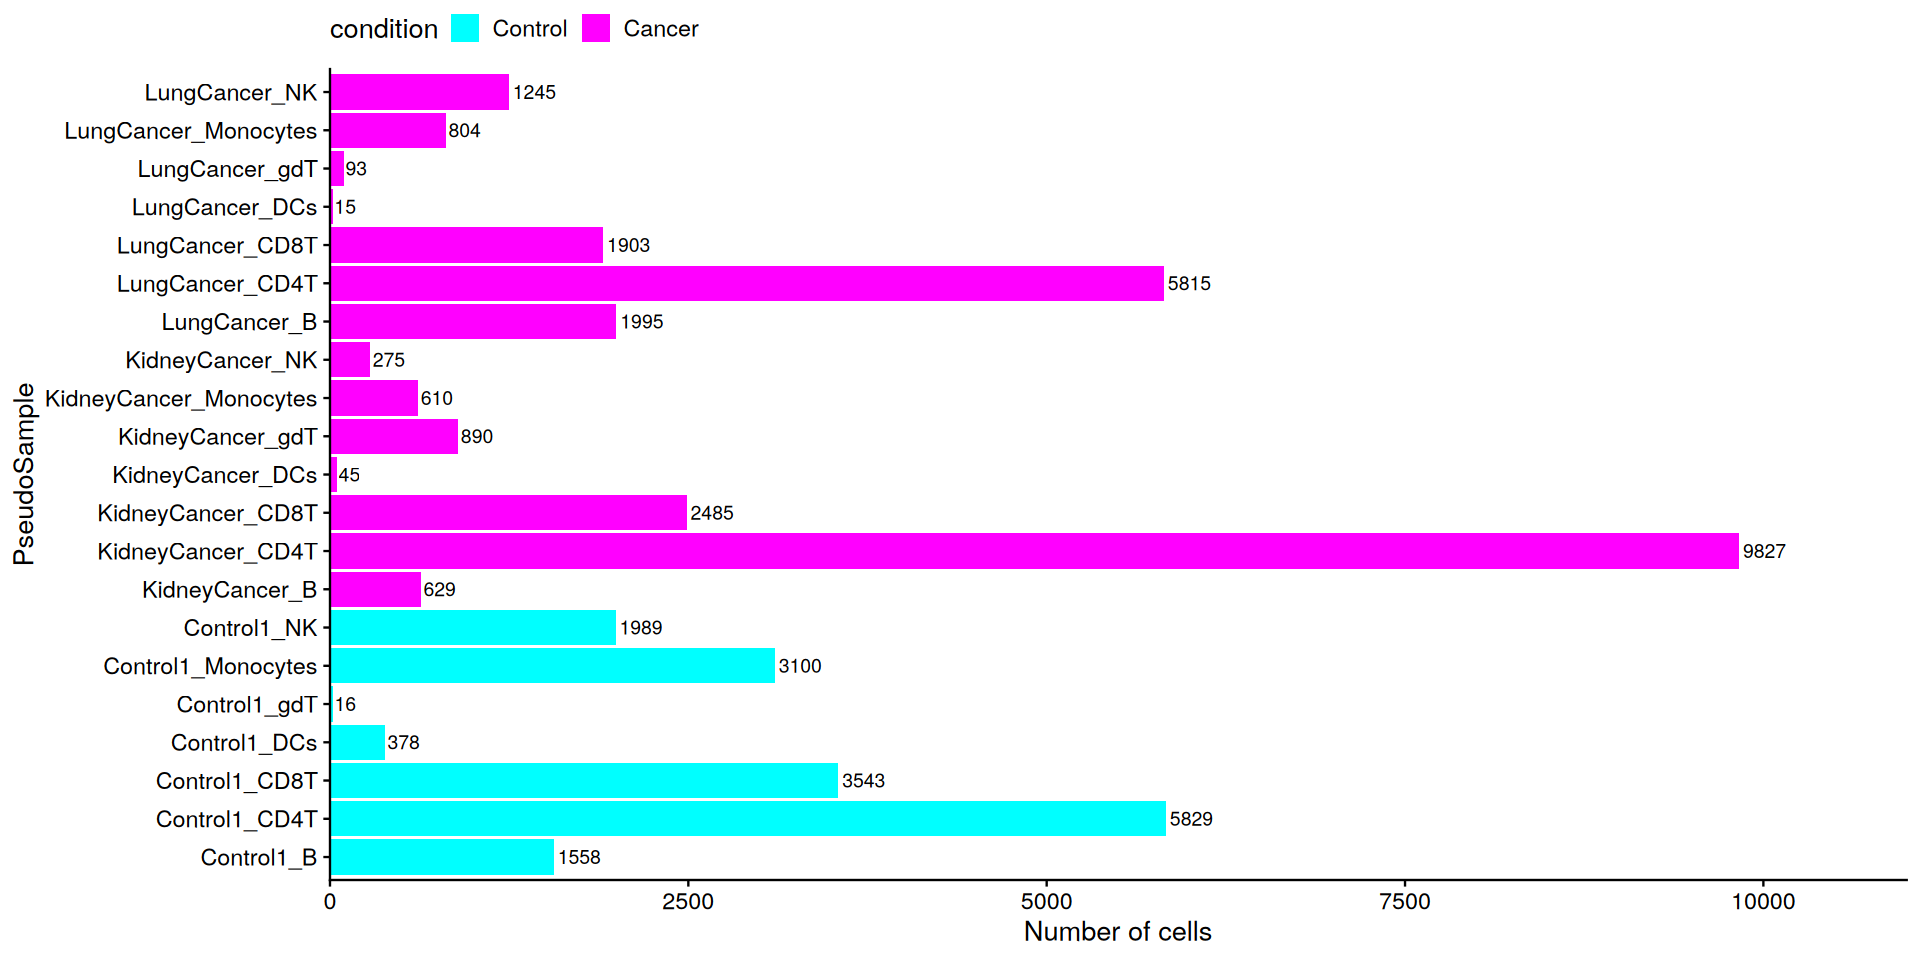 condition Control Cancer
LungCancer_NK 1245
LungCancer_Monocytes 804
LungCancer_gdT 93
LungCancer_DCs 15
LungCancer_CD8T 1903
LungCancer_CD4T 5815
LungCancer_B 1995
KidneyCancer_NK 275
KidneyCancer_Monocytes 610
KidneyCancer_gdT 890
KidneyCancer_DCs 45
KidneyCancer_CD8T 2485
KidneyCancer_CD4T 9827
KidneyCancer_B 629
Control1_NK 1989
Control1_Monocytes 3100
Control1_gdT 16
Control1_DCs 378
Control1_CD8T 3543
Control1_CD4T 5829
Control1_B 1558
PseudoSample
0 2500 5000 7500 10000
Number of cells